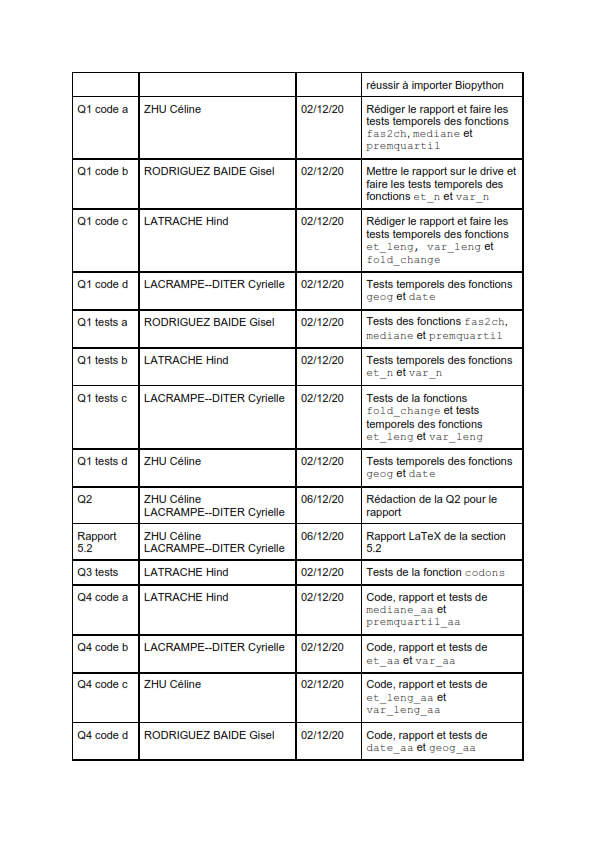 réussir à importer Biopython
Q1 code a ZHU Céline 02/12/20 Rédiger le rapport et faire les
tests temporels des fonctions
fas2ch, mediane et
premquartil
Q1 code b RODRIGUEZ BAIDE Gisel 02/12/20 Mettre le rapport sur le drive et
faire les tests temporels des
fonctions et_n et var_n
Q1 code c LATRACHE Hind 02/12/20 Rédiger le rapport et faire les
tests temporels des fonctions
et_leng, var_leng et
fold_change
Q1 code d LACRAMPE--DITER Cyrielle 02/12/20 Tests temporels des fonctions
geog et date
Q1 tests a RODRIGUEZ BAIDE Gisel 02/12/20 Tests des fonctions fas2ch,
mediane et premquartil
Q1 tests b LATRACHE Hind 02/12/20 Tests temporels des fonctions
et_n et var_n
Q1 tests c LACRAMPE--DITER Cyrielle 02/12/20 Tests de la fonctions
fold_change et tests
temporels des fonctions
et_leng et var_leng
Q1 tests d ZHU Céline 02/12/20 Tests temporels des fonctions
geog et date
Q2 ZHU Céline 06/12/20 Rédaction de la Q2 pour le
LACRAMPE--DITER Cyrielle rapport
Rapport ZHU Céline 06/12/20 Rapport LaTeX de la section
5.2 LACRAMPE--DITER Cyrielle 5.2
Q3 tests LATRACHE Hind 02/12/20 Tests de la fonction codons
Q4 code a LATRACHE Hind 02/12/20 Code, rapport et tests de
mediane_aa et
premquartil_aa
Q4 code b LACRAMPE--DITER Cyrielle 02/12/20 Code, rapport et tests de
et_aa et var_aa
Q4 code c ZHU Céline 02/12/20 Code, rapport et tests de
et_leng_aa et
var_leng_aa
Q4 code d RODRIGUEZ BAIDE Gisel 02/12/20 Code, rapport et tests de
date_aa et geog_aa